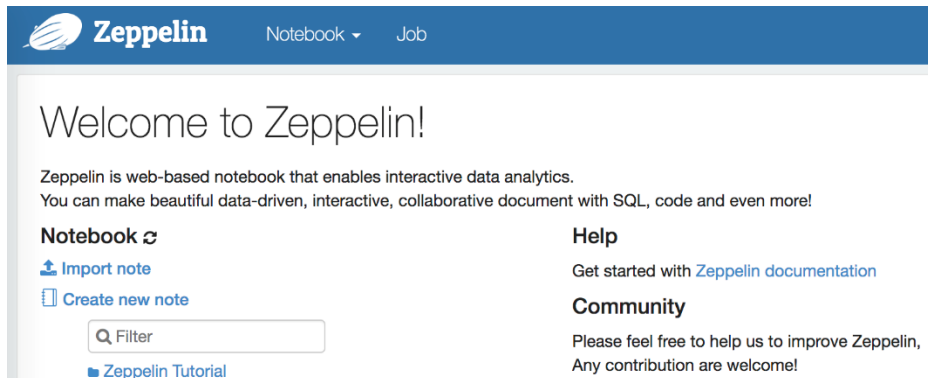 Zeppelin Notebook Job
Welcome to Zeppelin!
Zeppelin is web-based notebook that enables interactive data analytics.
You can make beautiful data-driven, interactive, collaborative document with SQL, code and even more!
Notebook
Import note
Create new note
Filter
Zeppelin Tutorial
Help
Get started with Zeppelin documentation
Community
Please feel free to help us to improve Zeppelin,
Any contribution are welcome!